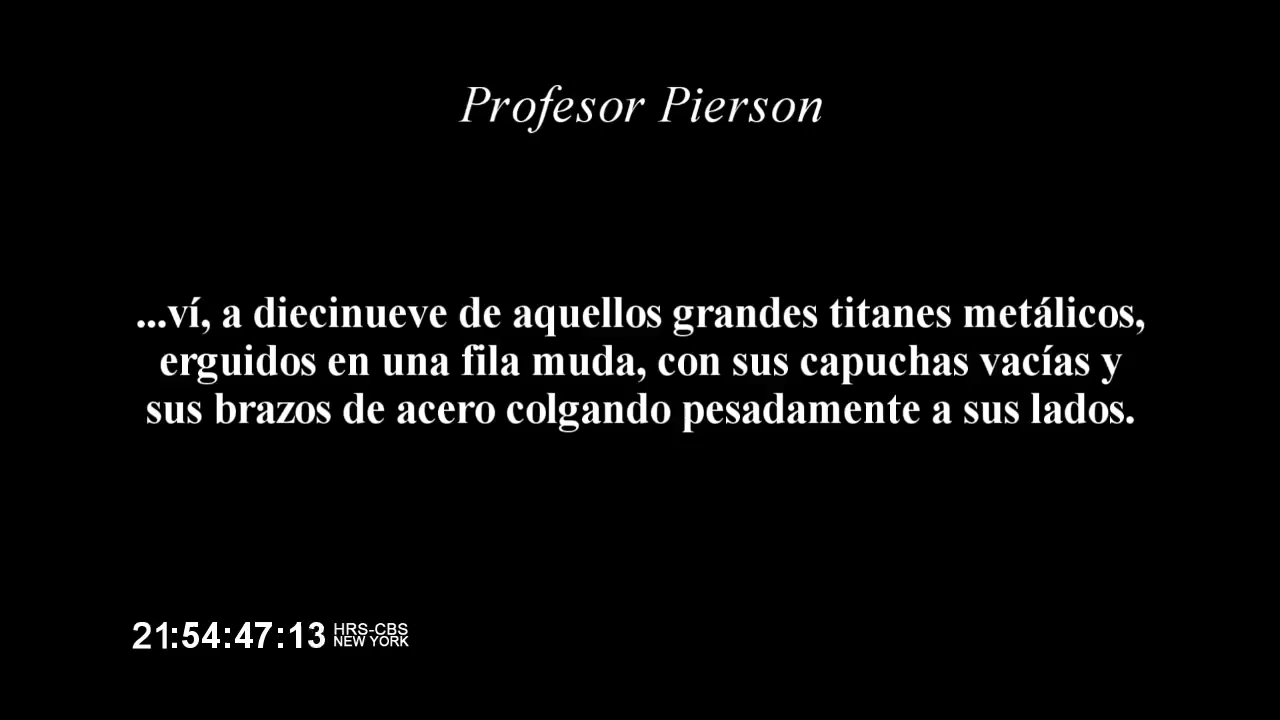 Profesor Pierson
...ví, a diecinueve de aquellos grandes titanes metálicos,
erguidos en una fila muda, con sus capuchas vacías y
sus brazos de acero colgando pesadamente a sus lados.
21:54:47:13 HRS-CBS
NEW YORK